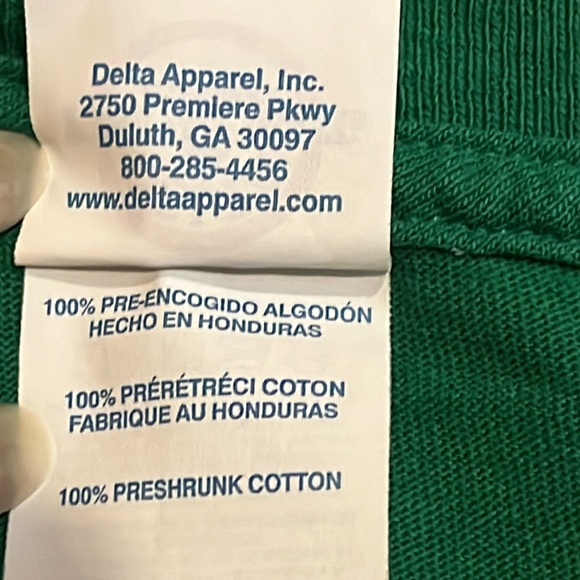 Delta Apparel, Inc.
2750 Premiere Pkwy
Duluth, GA 30097
800-285-4456
www.deltaapparel.com
100% PRE-ENCOGIDO ALGODÓN
HECHO EN HONDURAS
100% PRÉRÉTRÉCI COTON
FABRIQUE AU HONDURAS
100% PRESHRUNK COTTON